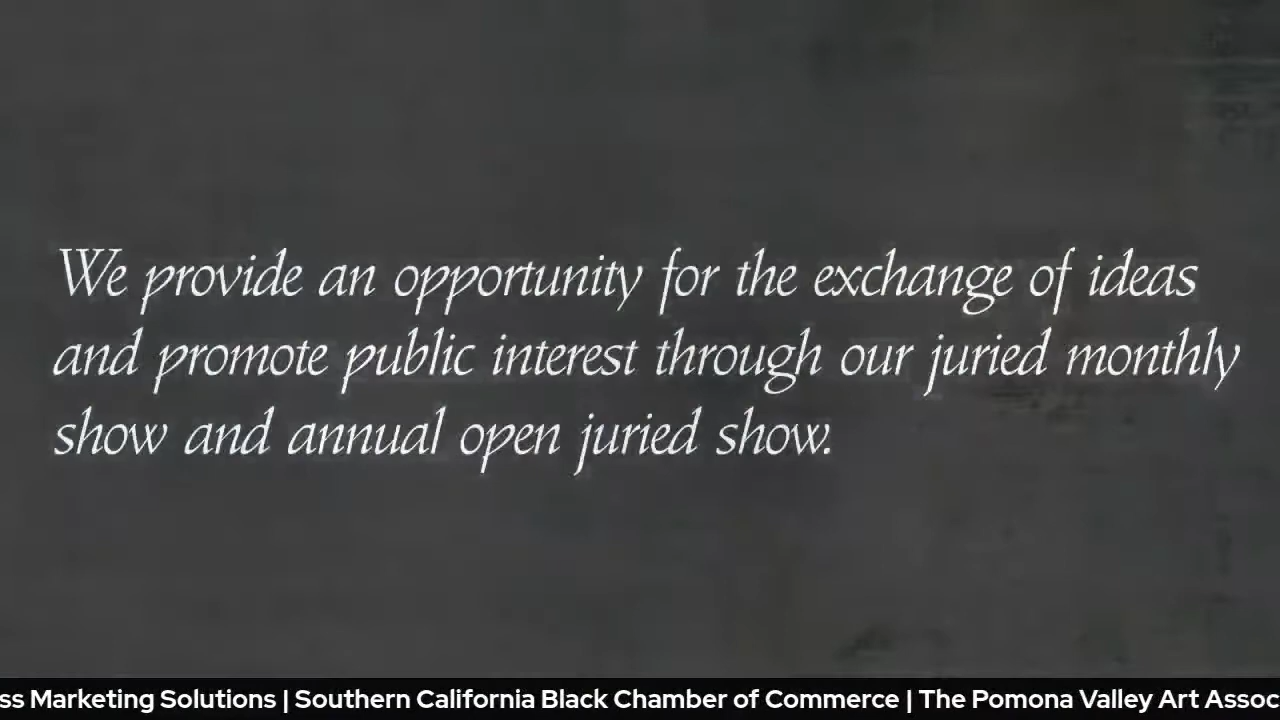 We provide an opportunity for the exchange of ideas
and promote public interest through our juried monthly
show and annual open juried show.
ss Marketing Solutions | Southern California Black Chamber of Commerce | The Pomona Valley Art Assoc